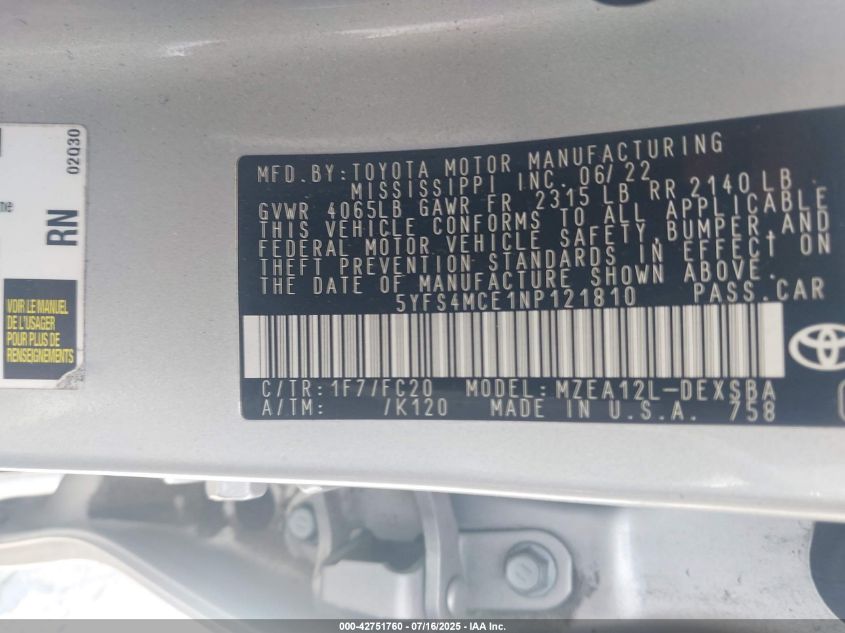 02Q30
RN
VOIR LE MANUEL
DE L'USAGER
POUR PLUS DE
RENSEIGNEMENTS
MFD.BY:TOYOTA MOTOR MANUFACTURING
MISSISSIPPI INC. 06/22
GVWR 4065LB GAWR FR 2315 LB RR 2140 LB
THIS VEHICLE CONFORMS TO ALL APPLICABLE
FEDERAL MOTOR VEHICLE SAFETY, BUMPER, AND
THEFT PREVENTION STANDARDS IN EFFECT ON
THE DATE OF MANUFACTURE SHOWN ABOVE.
5YFS4MCE1NP121810 PASS.CAR
C/TR:1F7/FC20 MODEL:MZEA12L-DEXSBA
A/TM: /K120 MADE IN U.S.A. 758
000-42751760 - 07/16/2025 - IAA Inc.